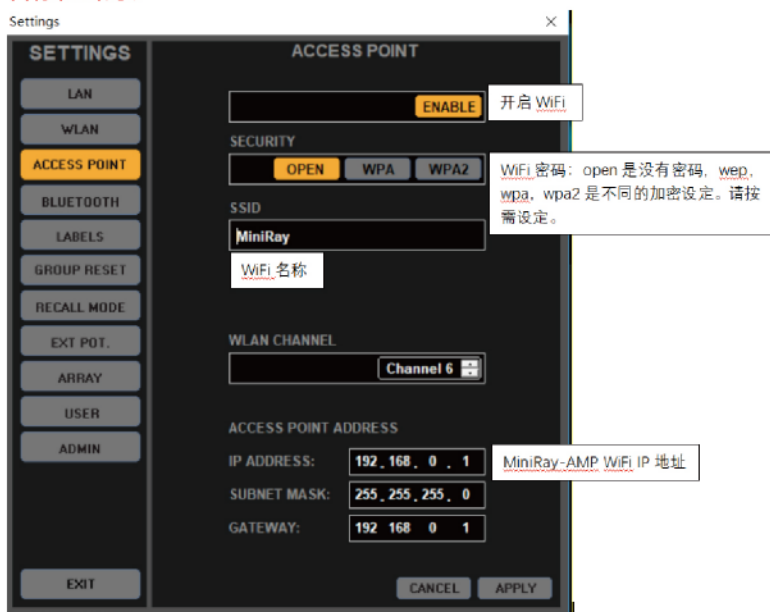 Settings
SETTINGS
LAN
WLAN
ACCESS POINT
BLUETOOTH
LABELS
GROUP RESET
RECALL MODE
EXT POT.
ARRAY
USER
ADMIN
EXIT
ACCESS POINT
ENABLE
开启 WiFi
SECURITY
OPEN WPA WPA2
WiFi 密码：open 是没有密码，wep，
wpa，wpa2 是不同的加密设定。请按
需设定。
SSID
MiniRay
WiFi 名称
WLAN CHANNEL
Channel 6
ACCESS POINT ADDRESS
IP ADDRESS: 192.168.0.1
MiniRay-AMP WiFi IP 地址
SUBNET MASK: 255.255.255.0
GATEWAY: 192 168 0 1
CANCEL APPLY